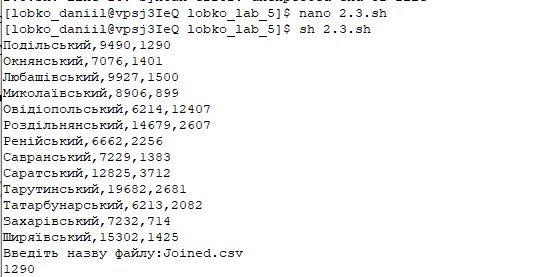 [lobko_daniil@vpsj3IeQ lobko_lab_5]$ nano 2.3.sh
[lobko_daniil@vpsj3IeQ lobko_lab_5]$ sh 2.3.sh
Подільський,9490,1290
Окнянський,7076,1401
Любашівський,9927,1500
Миколаївський,8906,899
Овідіопольський,6214,12407
Роздільнянський,14679,2607
Ренійський,6662,2256
Савранський,7229,1383
Саратський,12825,3712
Тарутинський,19682,2681
Татарбунарський,6213,2082
Захарівський,7232,714
Ширяївський,15302,1425
Введіть назву файлу:Joined.csv
1290